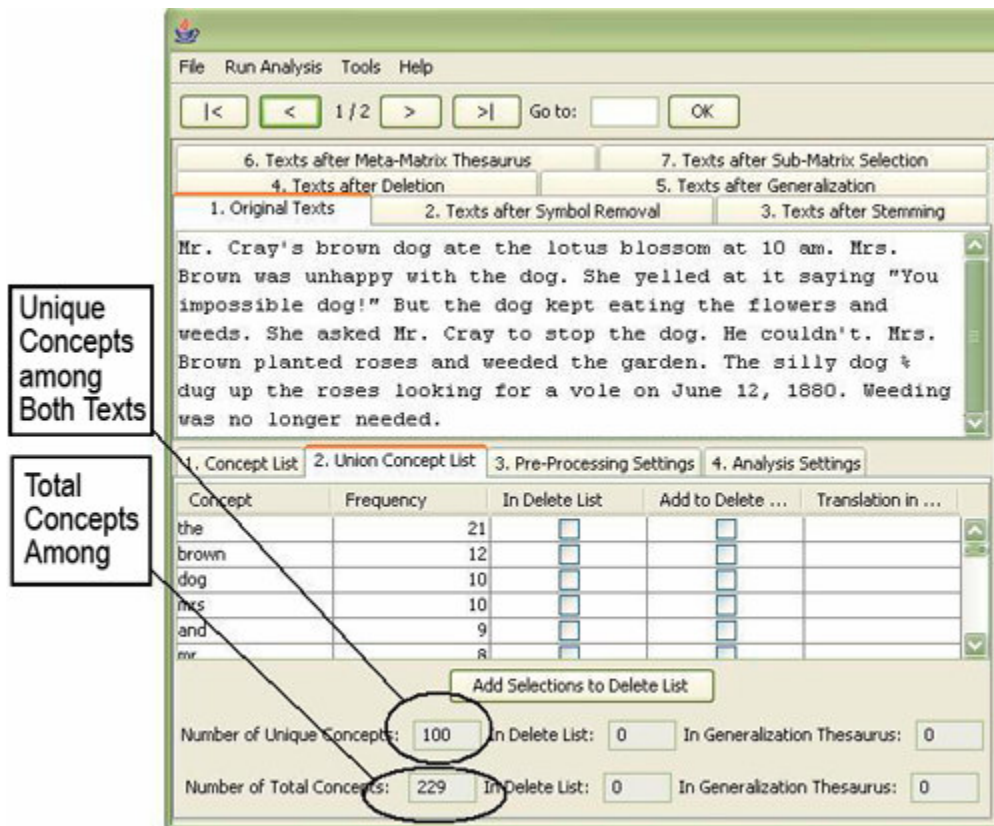 File Run Analysis Tools Help
|< < 1 / 2 > >| Go to: OK
6. Texts after Meta-Matrix Thesaurus 7. Texts after Sub-Matrix Selection
4. Texts after Deletion 5. Texts after Generalization
1. Original Texts 2. Texts after Symbol Removal 3. Texts after Stemming
Mr. Cray's brown dog ate the lotus blossom at 10 am. Mrs.
Brown was unhappy with the dog. She yelled at it saying "You
impossible dog!" But the dog kept eating the flowers and
weeds. She asked Mr. Cray to stop the dog. He couldn't. Mrs.
Brown planted roses and weeded the garden. The silly dog %
dug up the roses looking for a vole on June 12, 1880. Weeding
was no longer needed.
Unique
Concepts
among
Both Texts
Total
Concepts
Among
1. Concept List 2. Union Concept List 3. Pre-Processing Settings 4. Analysis Settings
Concept Frequency In Delete List Add to Delete ... Translation in ...
the 21
brown 12
dog 10
mrs 10
and 9
mr 8
Add Selections to Delete List
Number of Unique Concepts: 100 In Delete List: 0 In Generalization Thesaurus: 0
Number of Total Concepts: 229 In Delete List: 0 In Generalization Thesaurus: 0